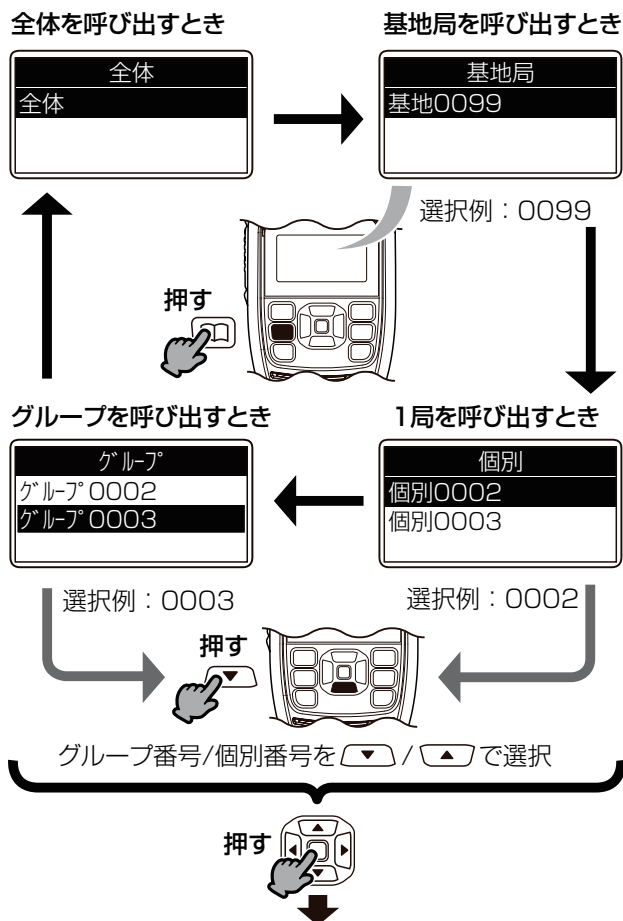 全体を呼び出すとき
全体
全体
基地局を呼び出すとき
基地局
基地0099
選択例：0099
押す
グループを呼び出すとき
ｸﾞﾙｰﾌﾟ
ｸﾞﾙｰﾌﾟ0002
ｸﾞﾙｰﾌﾟ0003
選択例：0003
1局を呼び出すとき
個別
個別0002
個別0003
選択例：0002
押す
グループ番号/個別番号を▼/▲で選択
押す